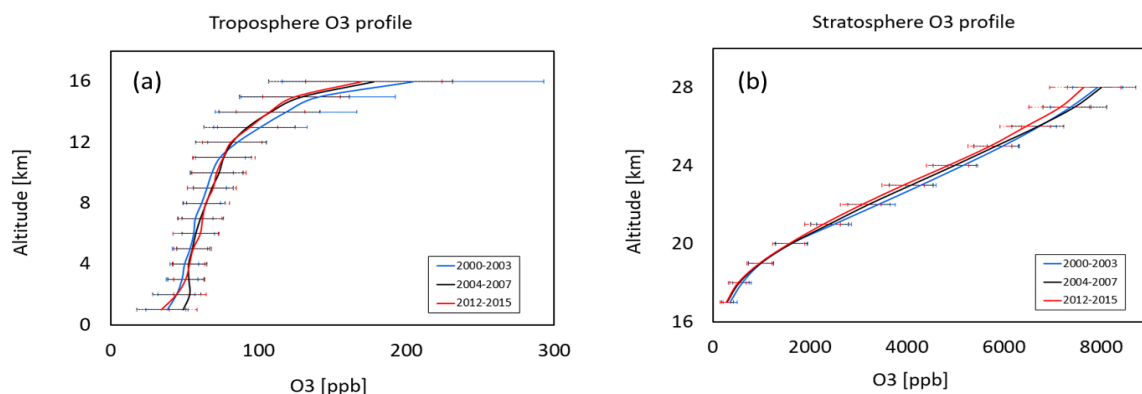 Troposphere O3 profile
(a)
Altitude [km]
16
12
8
4
0
0 100 200 300
O3 [ppb]
2000-2003
2004-2007
2012-2015
Stratosphere O3 profile
(b)
Altitude [km]
28
24
20
16
0 2000 4000 6000 8000
O3 [ppb]
2000-2003
2004-2007
2012-2015